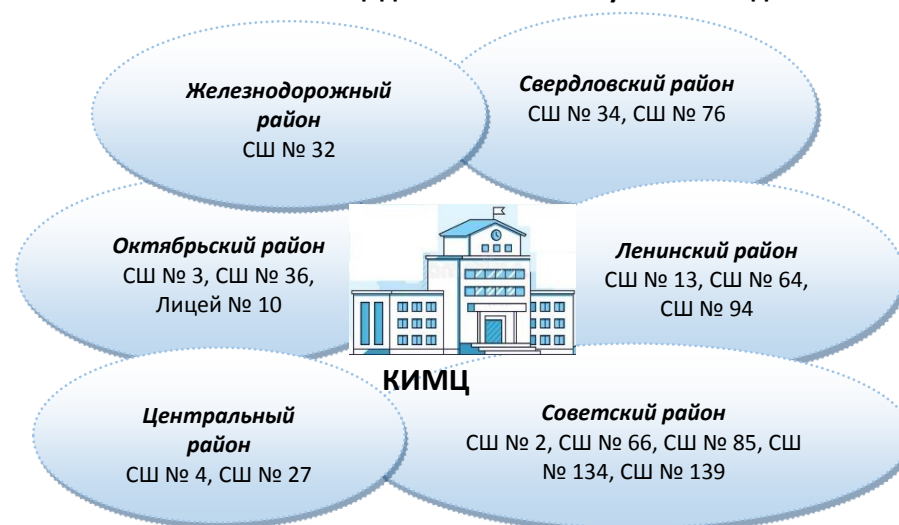 Железнодорожный
район
СШ № 32
Свердловский район
СШ № 34, СШ № 76
Октябрьский район
СШ № 3, СШ № 36,
Лицей № 10
Ленинский район
СШ № 13, СШ № 64,
СШ № 94
КИМЦ
Центральный
район
СШ № 4, СШ № 27
Советский район
СШ № 2, СШ № 66, СШ № 85, СШ
№ 134, СШ № 139